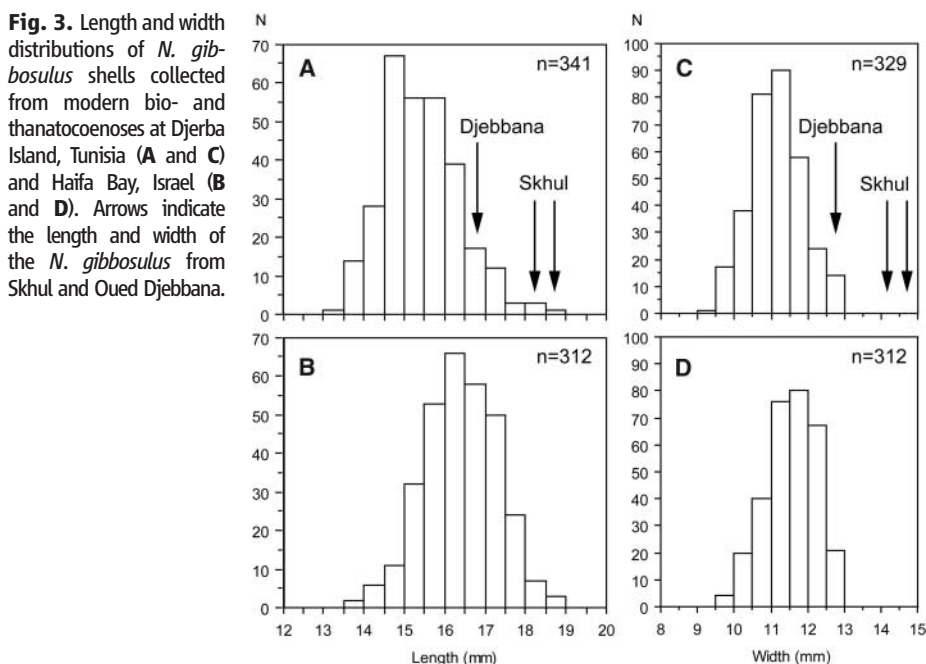 Fig. 3. Length and width
distributions of N. gib-
bosulus shells collected
from modern bio- and
thanatocoenoses at Djerba
Island, Tunisia (A and C)
and Haïfa Bay, Israel (B
and D). Arrows indicate
the length and width of
the N. gibbosulus from
Skhul and Oued Djebbana.
N
70
60
50
40
30
20
10
0
A
n=341
Djebbana
Skhul
N
100
90
80
70
60
50
40
30
20
10
0
C
n=329
Djebbana
Skhul
70
60
50
40
30
20
10
0
B
n=312
12 13 14 15 16 17 18 19 20
Length (mm)
100
90
80
70
60
50
40
30
20
10
0
D
n=312
8 9 10 11 12 13 14 15
Width (mm)